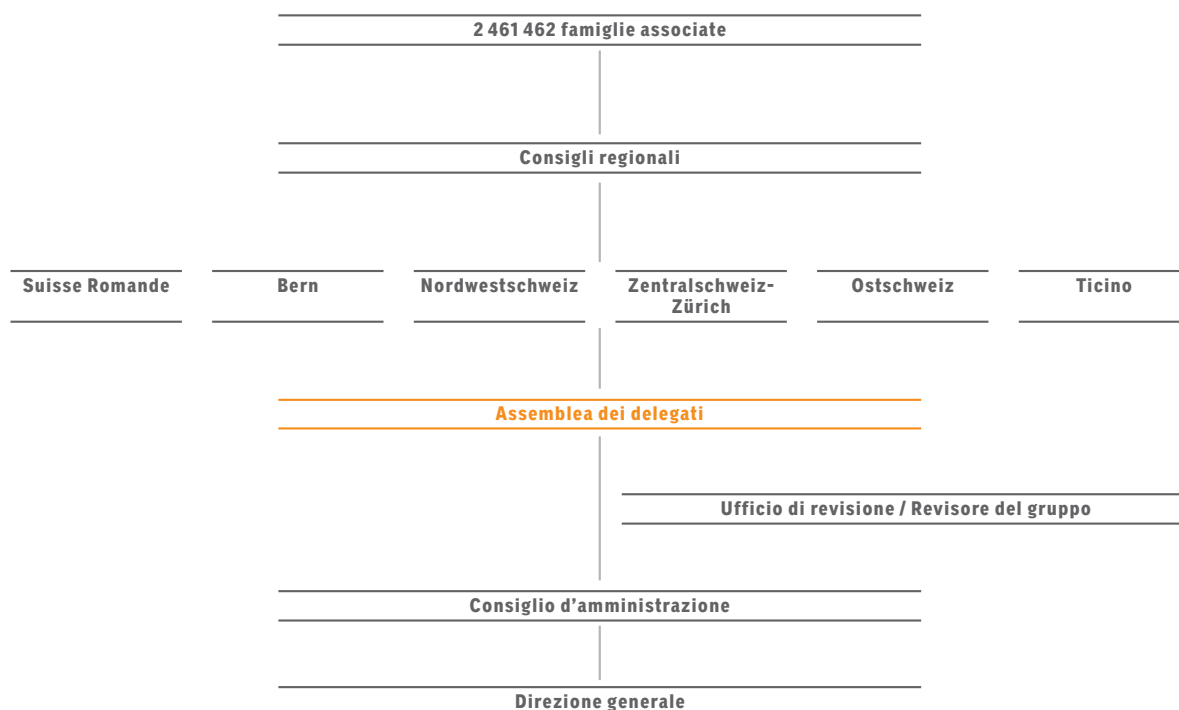 2 461 462 famiglie associate
Consigli regionali
Suisse Romande
Bern
Nordwestschweiz
Zentralschweiz-
Zürich
Ostschweiz
Ticino
Assemblea dei delegati
Ufficio di revisione / Revisore del gruppo
Consiglio d’amministrazione
Direzione generale